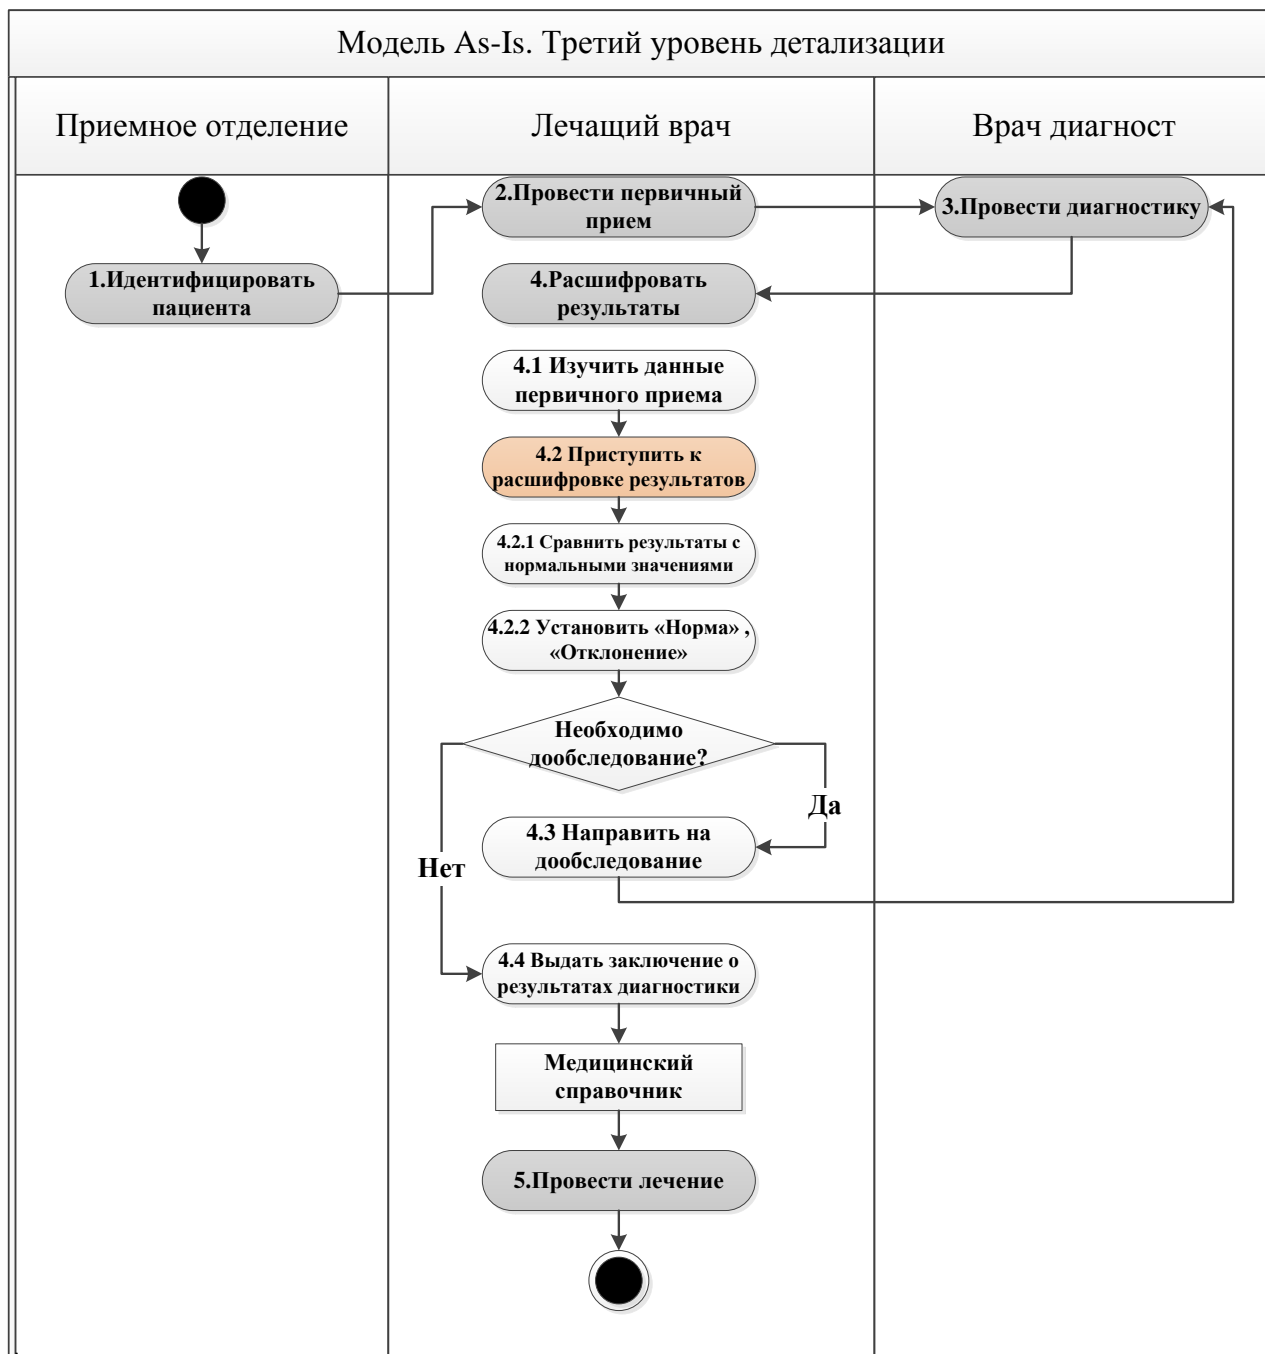 Модель As-Is. Третий уровень детализации
Приемное отделение
Лечащий врач
Врач диагност
2.Провести первичный
прием
3.Провести диагностику
1.Идентифицировать
пациента
4.Расшифровать
результаты
4.1 Изучить данные
первичного приема
4.2 Приступить к
расшифровке результатов
4.2.1 Сравнить результаты с
нормальными значениями
4.2.2 Установить «Норма» ,
«Отклонение»
Необходимо
дообследование?
Да
4.3 Направить на
дообследование
Нет
4.4 Выдать заключение о
результатах диагностики
Медицинский
справочник
5.Провести лечение